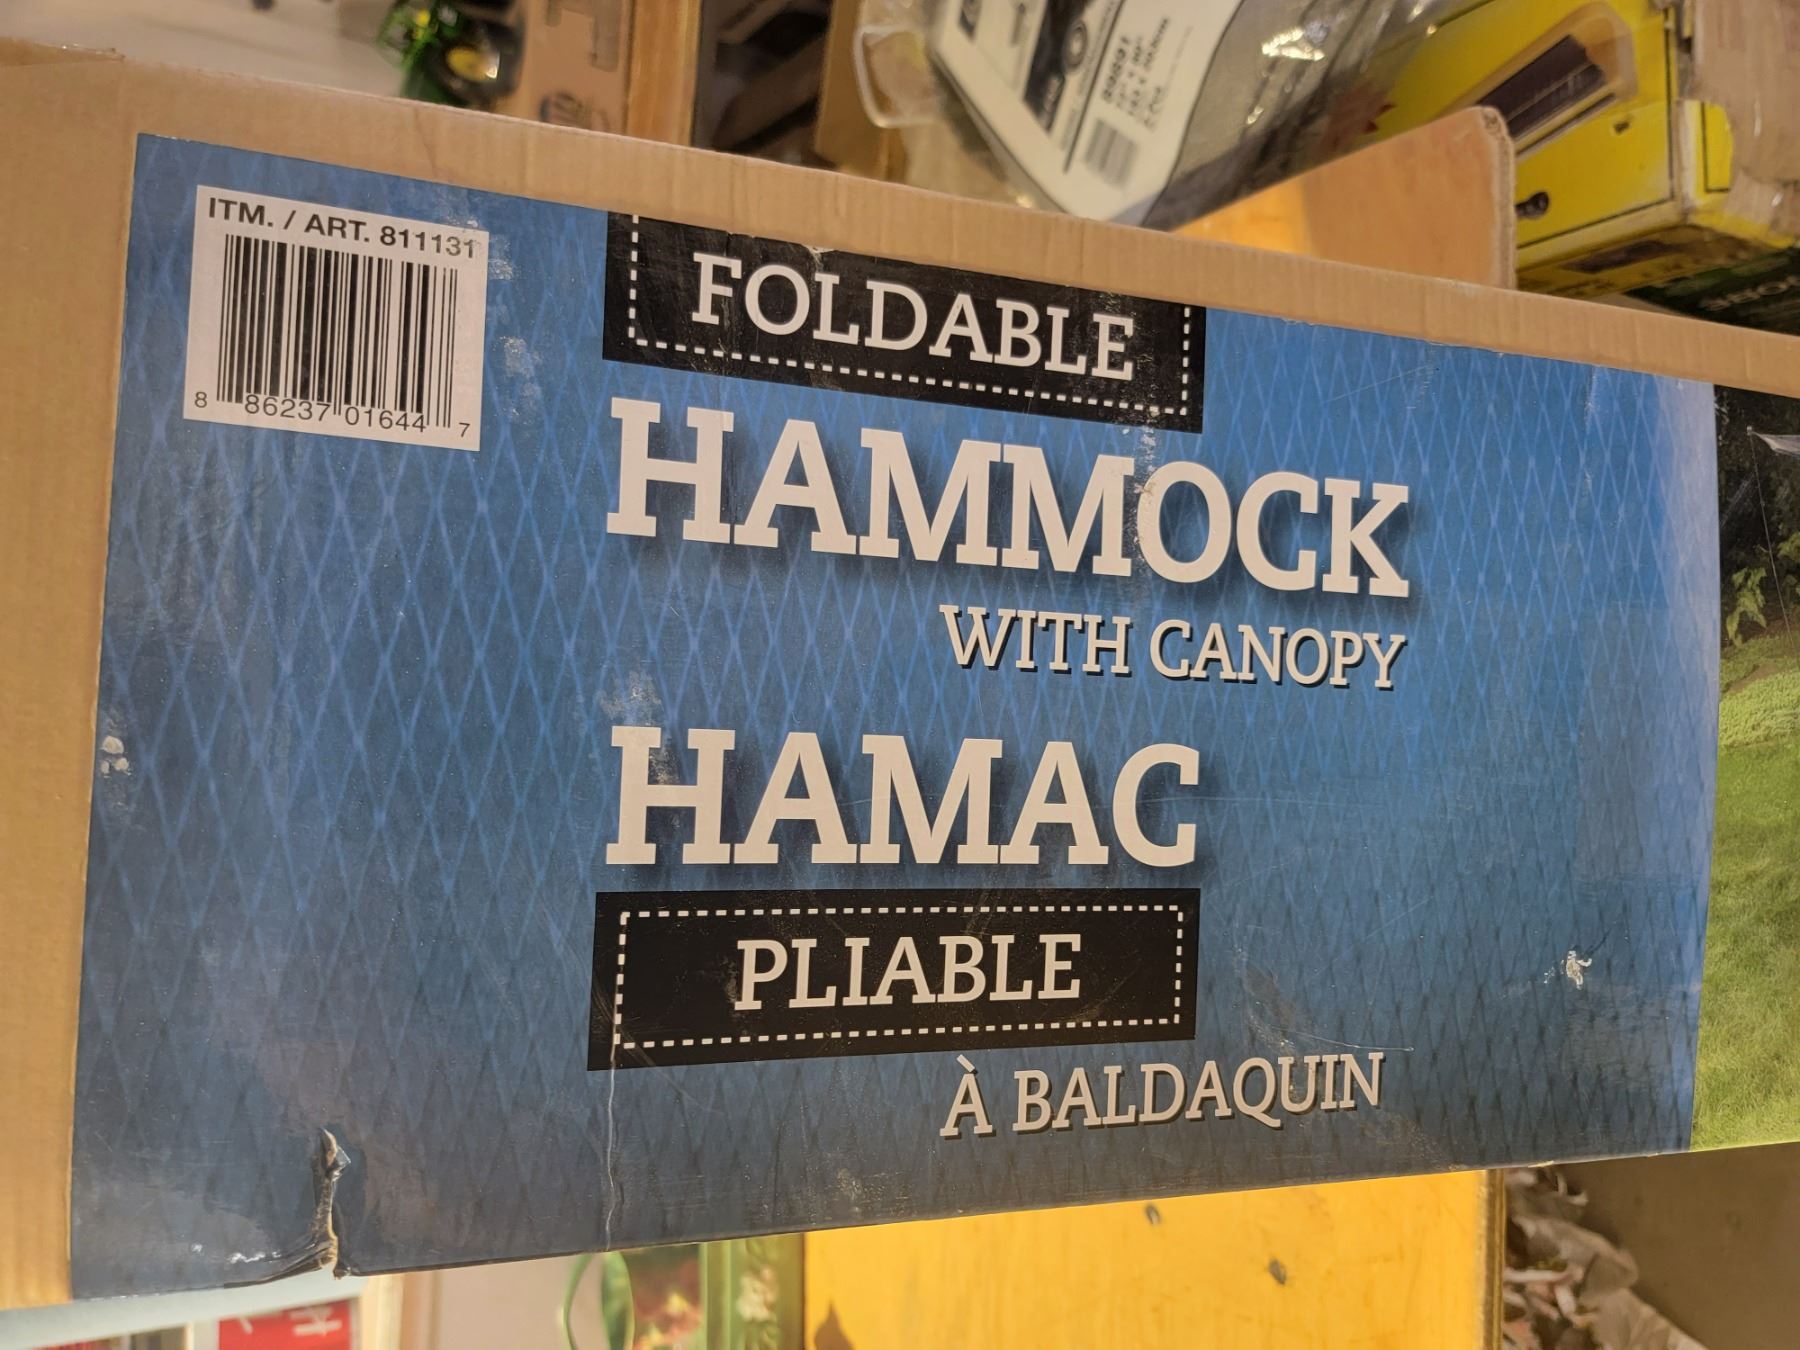 ITM. / ART. 811131
8 86237 01644 7
FOLDABLE
HAMMOCK
WITH CANOPY
HAMAC
PLIABLE
À BALDAQUIN